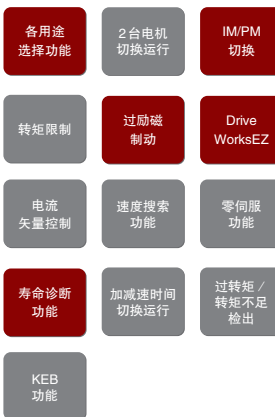 各用途
选择功能
2台电机
切换运行
IM/PM
切换
转矩限制
过励磁
制动
Drive
WorksEZ
电流
矢量控制
速度搜索
功能
零伺服
功能
寿命诊断
功能
加减速时间
切换运行
过转矩／
转矩不足
检出
KEB
功能